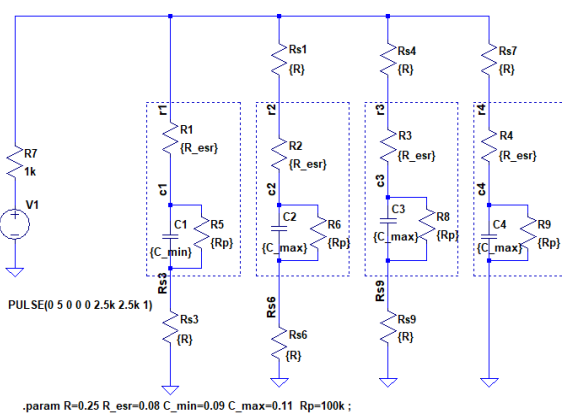 Rs1
{R}
Rs4
{R}
Rs7
{R}
r1
r2
r3
r4
R1
{R_esr}
R2
{R_esr}
R3
{R_esr}
R4
{R_esr}
R7
1k
V1
c1
c2
c3
c4
C1
{C_min}
R5
{Rp}
C2
{C_max}
R6
{Rp}
C3
{C_max}
R8
{Rp}
C4
{C_max}
R9
{Rp}
PULSE(0 5 0 0 0 2.5k 2.5k 1)
Rs3
Rs3
{R}
Rs6
Rs6
{R}
Rs9
Rs9
{R}
.param R=0.25 R_esr=0.08 C_min=0.09 C_max=0.11 Rp=100k ;